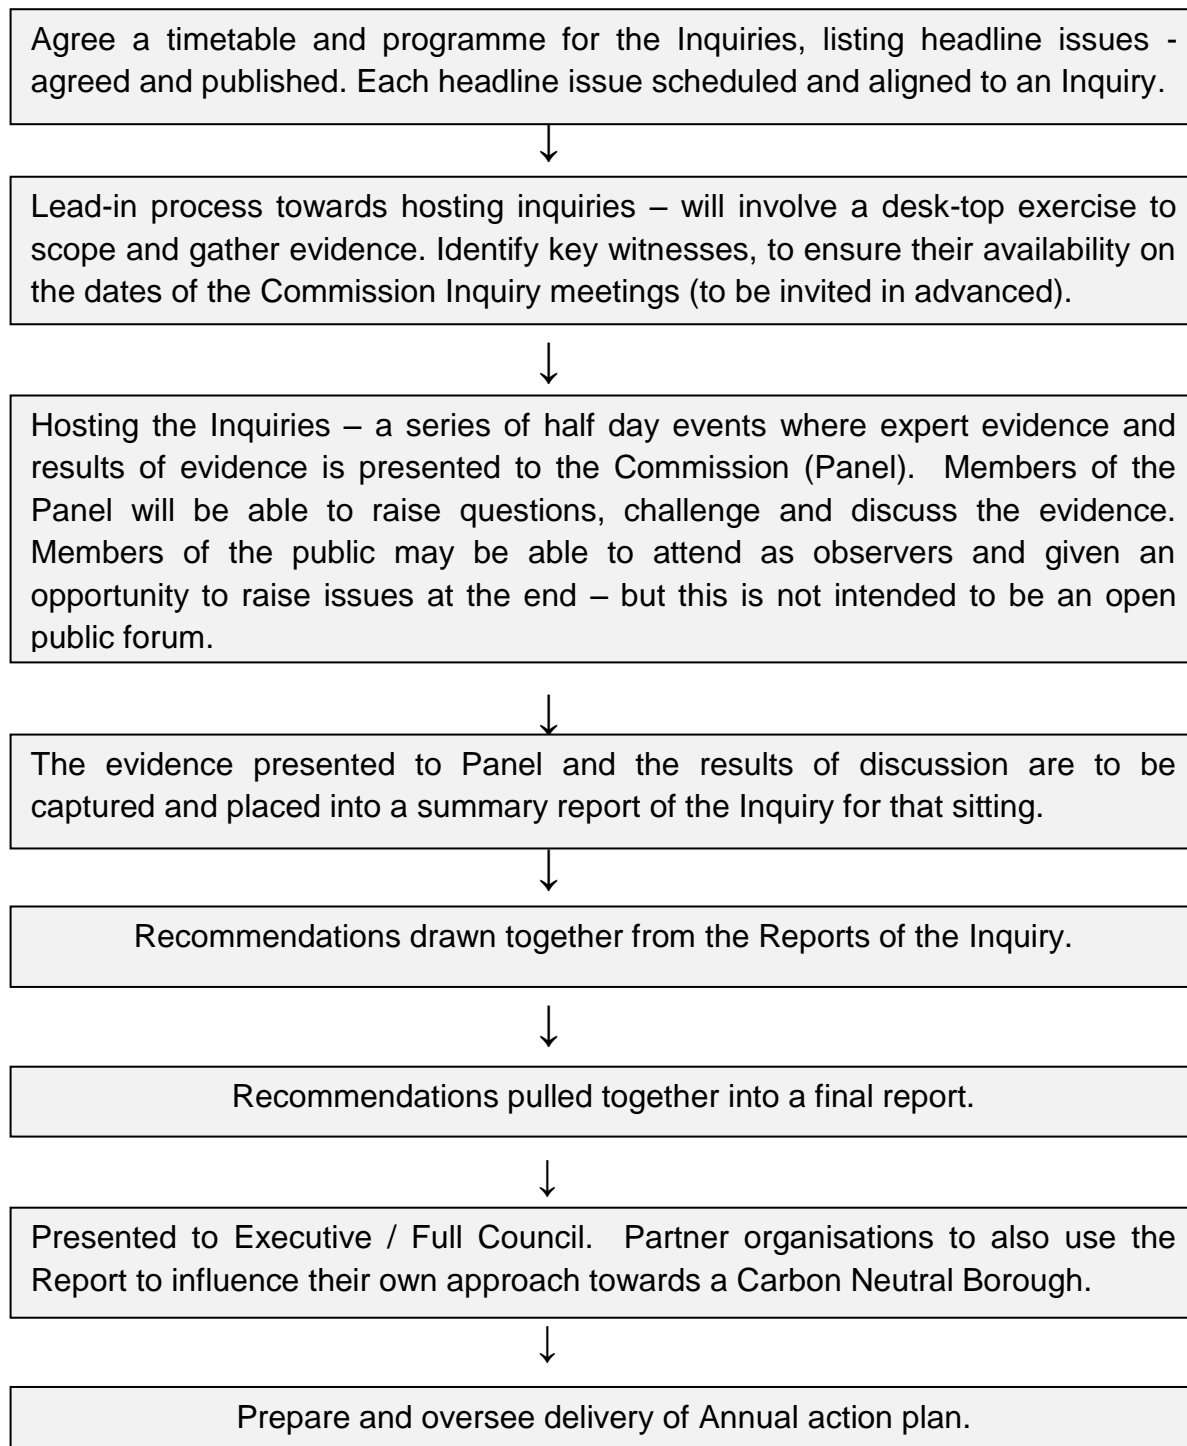 Agree a timetable and programme for the Inquiries, listing headline issues -
agreed and published. Each headline issue scheduled and aligned to an Inquiry.
↓
Lead-in process towards hosting inquiries – will involve a desk-top exercise to
scope and gather evidence. Identify key witnesses, to ensure their availability on
the dates of the Commission Inquiry meetings (to be invited in advanced).
↓
Hosting the Inquiries – a series of half day events where expert evidence and
results of evidence is presented to the Commission (Panel). Members of the
Panel will be able to raise questions, challenge and discuss the evidence.
Members of the public may be able to attend as observers and given an
opportunity to raise issues at the end – but this is not intended to be an open
public forum.
↓
The evidence presented to Panel and the results of discussion are to be
captured and placed into a summary report of the Inquiry for that sitting.
↓
Recommendations drawn together from the Reports of the Inquiry.
↓
Recommendations pulled together into a final report.
↓
Presented to Executive / Full Council. Partner organisations to also use the
Report to influence their own approach towards a Carbon Neutral Borough.
↓
Prepare and oversee delivery of Annual action plan.